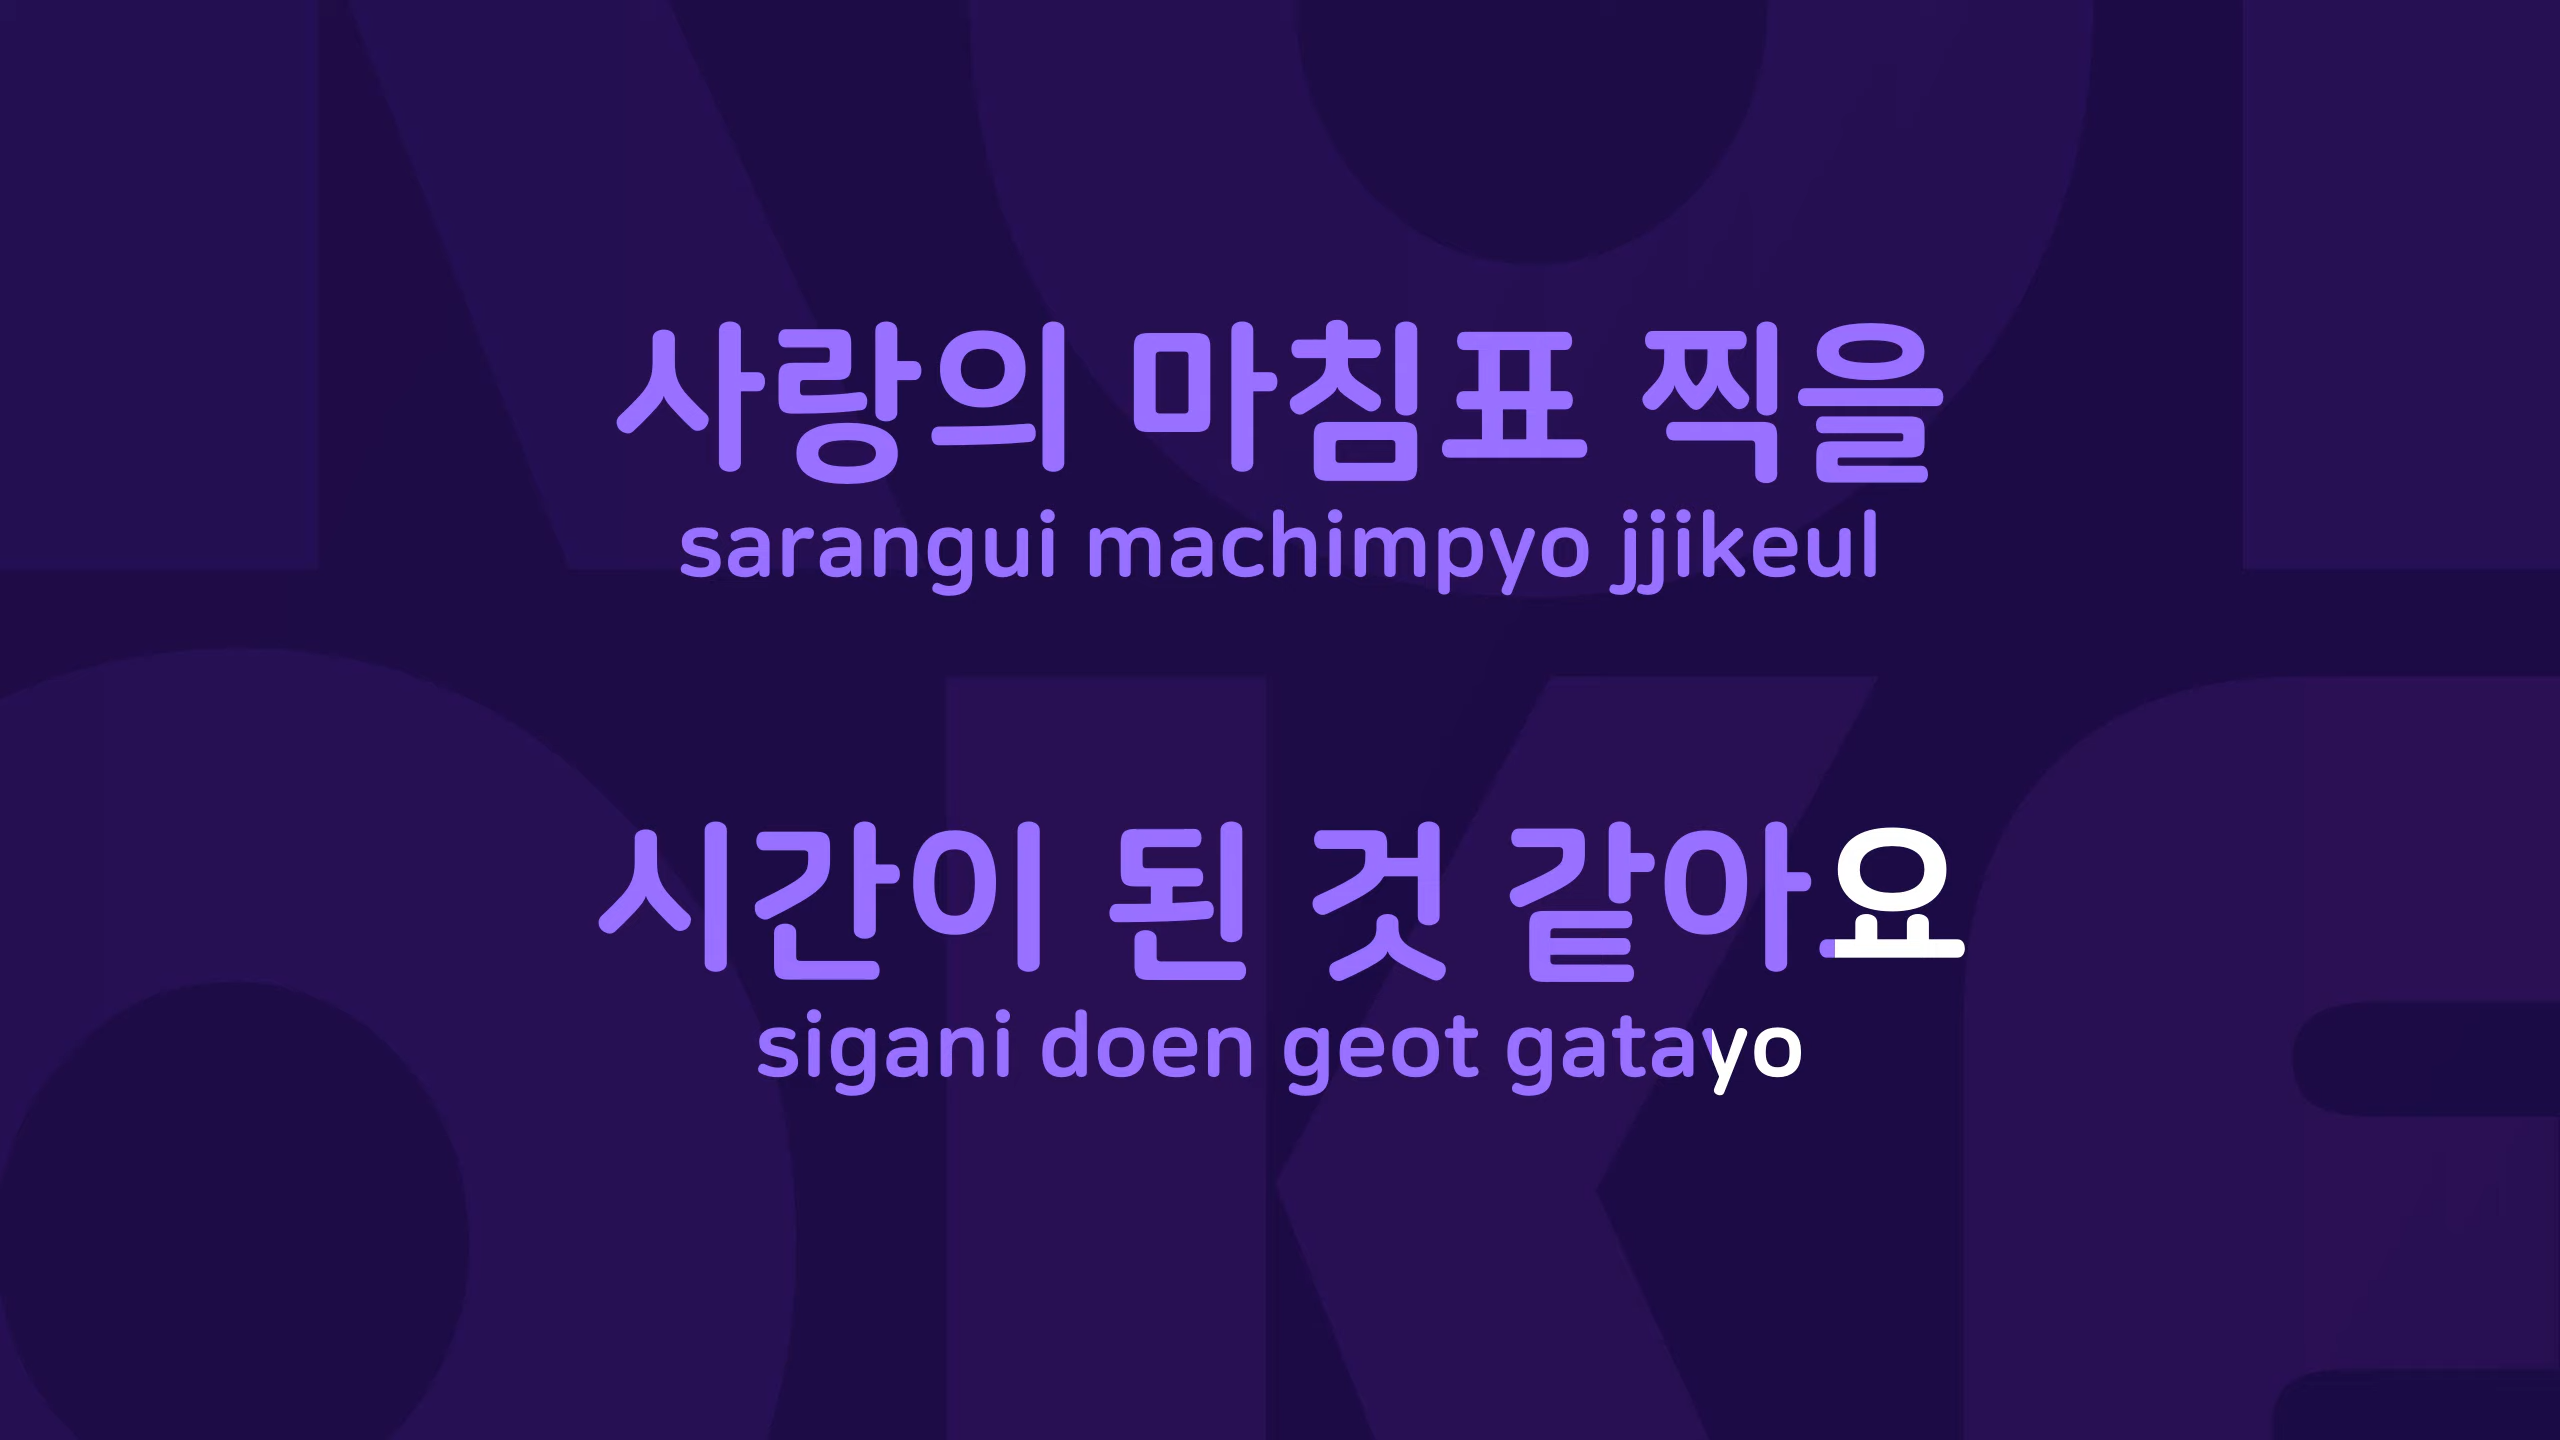 사랑의 마침표 찍을
sarangui machimpyo jjikeul
시간이 된 것 같아요
sigani doen geot gatayo